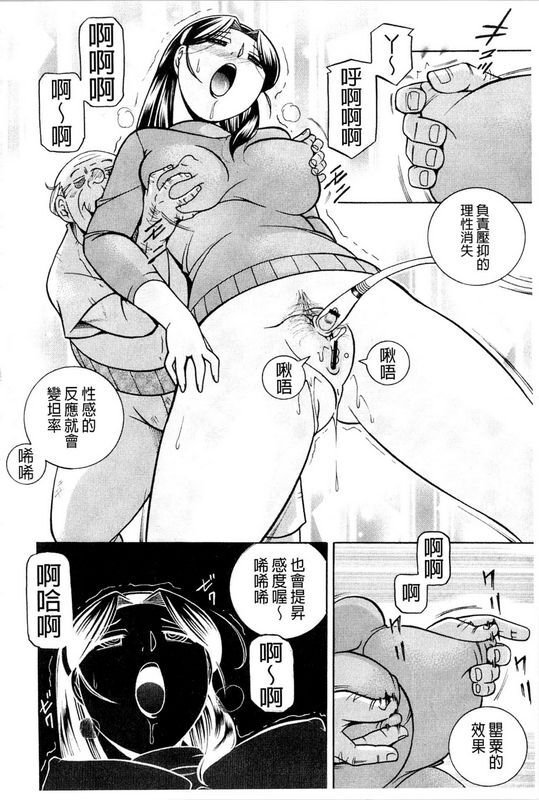 丫～
呼啊啊啊
負責壓抑的
理性消失
啊啊啊
啊～啊
啾唔
啾唔
性感的
反應就會
變坦率
唏唏
啊啊
啊
罌粟的
效果
也會提昇
感度喔～
唏唏唏
啊～啊
啊哈啊